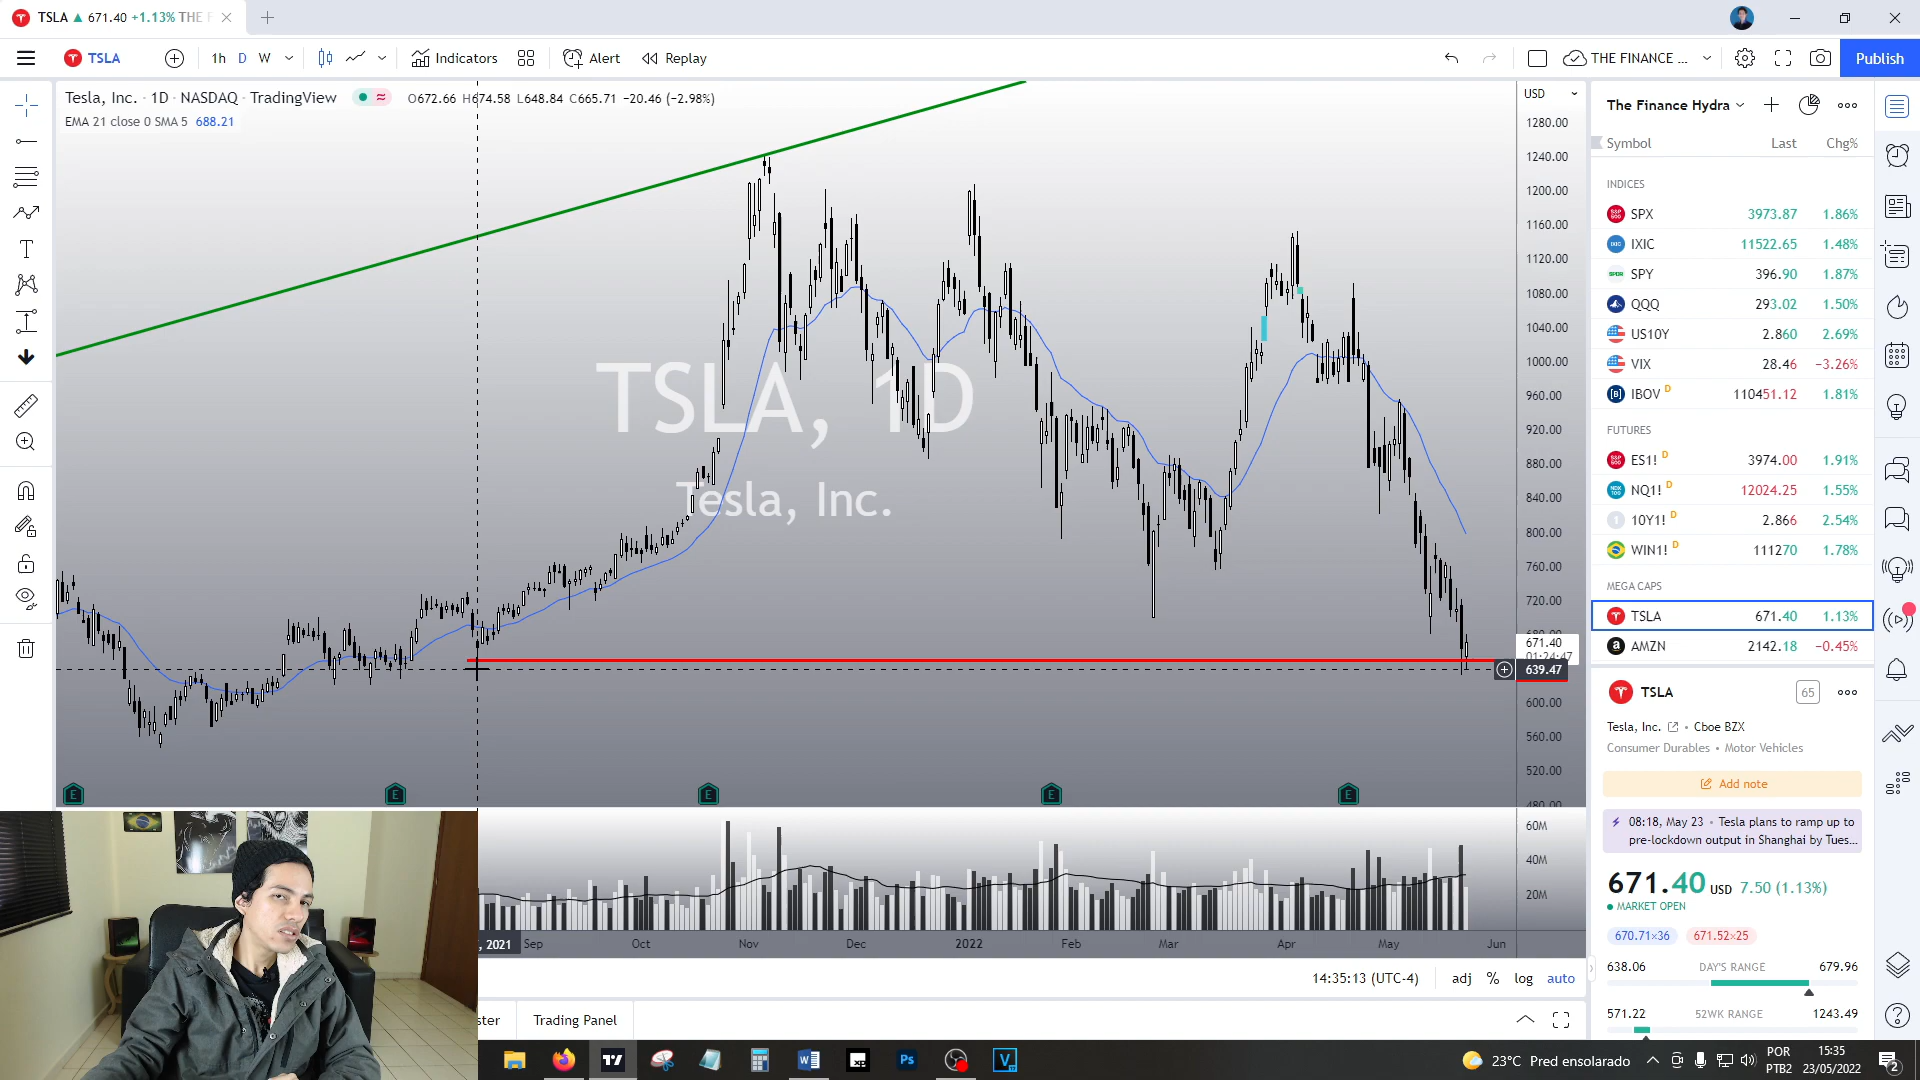 TSLA ▲ 671.40 +1.13% THE F
TSLA
1h D W
Indicators
Alert
Replay
THE FINANCE ...
Publish
Tesla, Inc. · 1D · NASDAQ · TradingView
O672.66 H674.58 L648.84 C665.71 −20.46 (−2.98%)
EMA 21 close 0 SMA 5 688.21
TSLA, 1D
Tesla, Inc.
USD
1280.00
1240.00
1200.00
1160.00
1120.00
1080.00
1040.00
1000.00
960.00
920.00
880.00
840.00
800.00
760.00
720.00
680.00
671.40
01:24:47
639.47
600.00
560.00
520.00
480.00
E E E E E
60M
40M
20M
, 2021 Sep Oct Nov Dec 2022 Feb Mar Apr May Jun
14:35:13 (UTC-4) adj % log auto
ster Trading Panel
The Finance Hydra
Symbol Last Chg%
INDICES
SPX 3973.87 1.86%
IXIC 11522.65 1.48%
SPY 396.90 1.87%
QQQ 293.02 1.50%
US10Y 2.860 2.69%
VIX 28.46 −3.26%
IBOV D 110451.12 1.81%
FUTURES
ES1! D 3974.00 1.91%
NQ1! D 12024.25 1.55%
10Y1! D 2.866 2.54%
WIN1! D 111270 1.78%
MEGA CAPS
TSLA 671.40 1.13%
AMZN 2142.18 −0.45%
TSLA 65
Tesla, Inc. • Cboe BZX
Consumer Durables • Motor Vehicles
Add note
08:18, May 23 • Tesla plans to ramp up to
pre-lockdown output in Shanghai by Tues...
671.40 USD 7.50 (1.13%)
MARKET OPEN
670.71×36 671.52×25
638.06 DAY'S RANGE 679.96
571.22 52WK RANGE 1243.49
23°C Pred ensolarado
POR
PTB2
15:35
23/05/2022
2